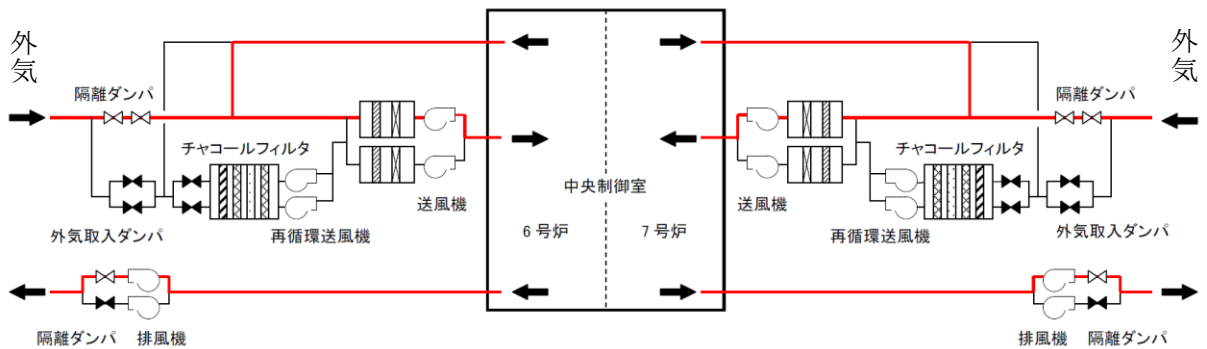 外気
外気
隔離ダンパ
隔離ダンパ
チャコールフィルタ
チャコールフィルタ
中央制御室
送風機
送風機
6号炉
7号炉
外気取入ダンパ
再循環送風機
再循環送風機
外気取入ダンパ
隔離ダンパ
排風機
排風機
隔離ダンパ